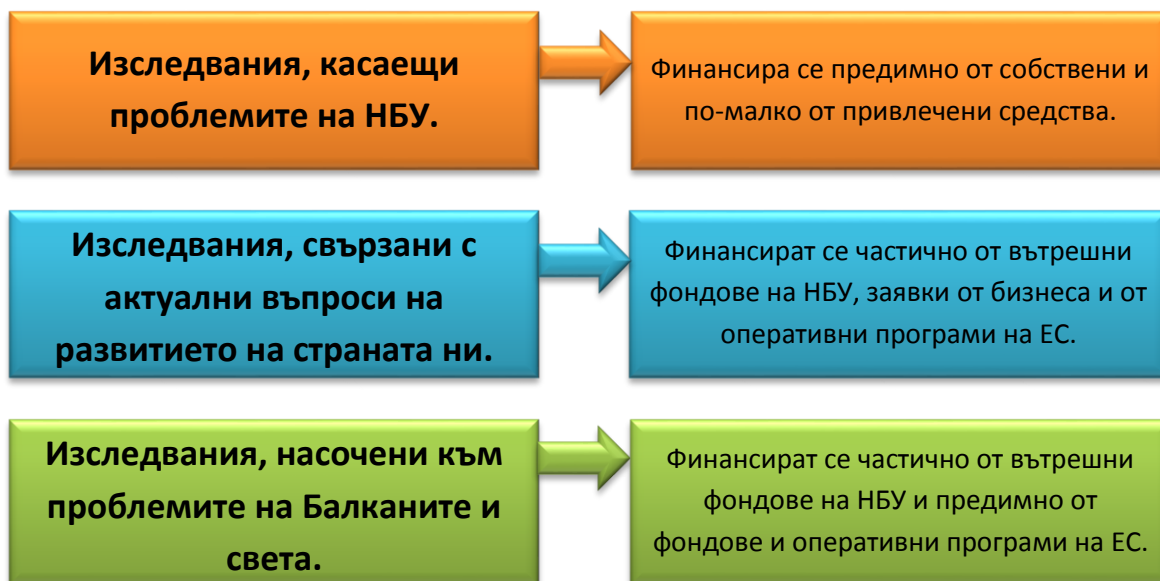 Изследвания, касаещи
проблемите на НБУ.
Финансира се предимно от собствени и
по-малко от привлечени средства.
Изследвания, свързани с
актуални въпроси на
развитието на страната ни.
Финансират се частично от вътрешни
фондове на НБУ, заявки от бизнеса и от
оперативни програми на ЕС.
Изследвания, насочени към
проблемите на Балканите и
света.
Финансират се частично от вътрешни
фондове на НБУ и предимно от
фондове и оперативни програми на ЕС.